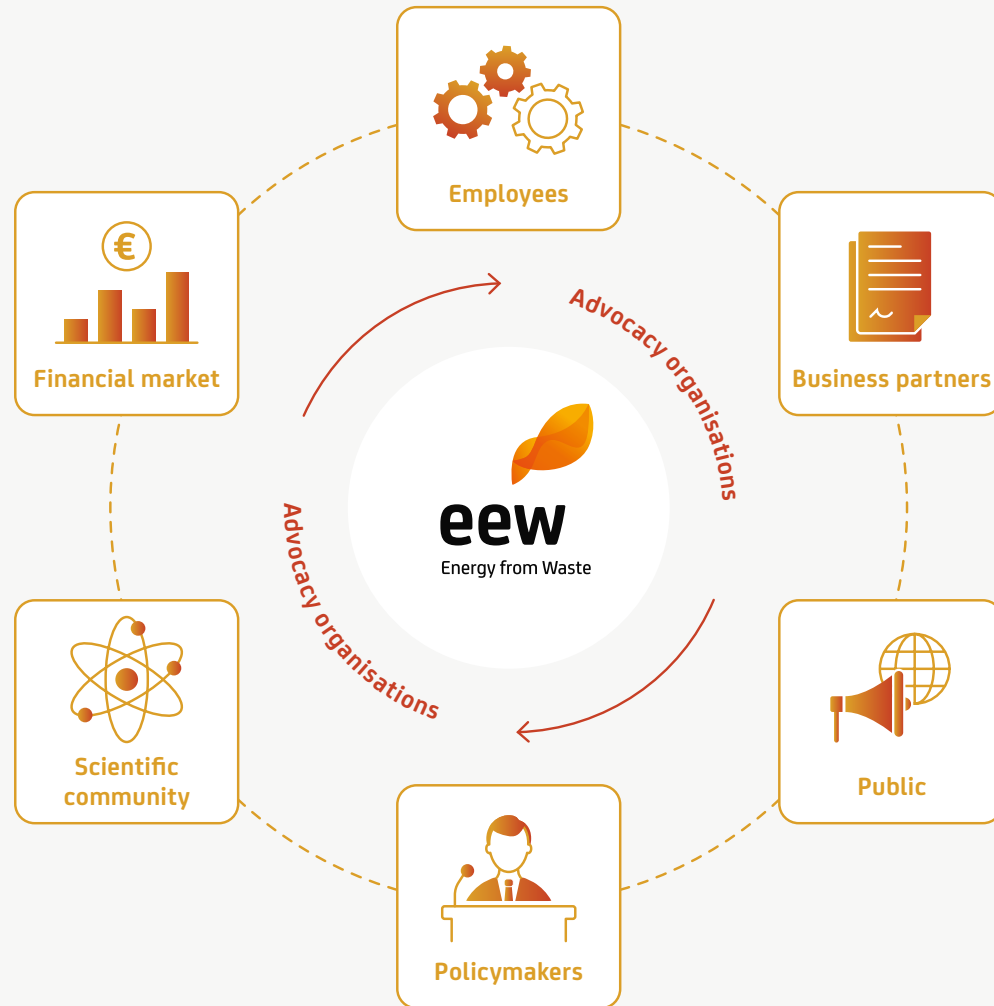 Employees
€
Financial market
Business partners
Advocacy organisations
eew
Energy from Waste
Advocacy organisations
Scientific
community
Public
Policymakers